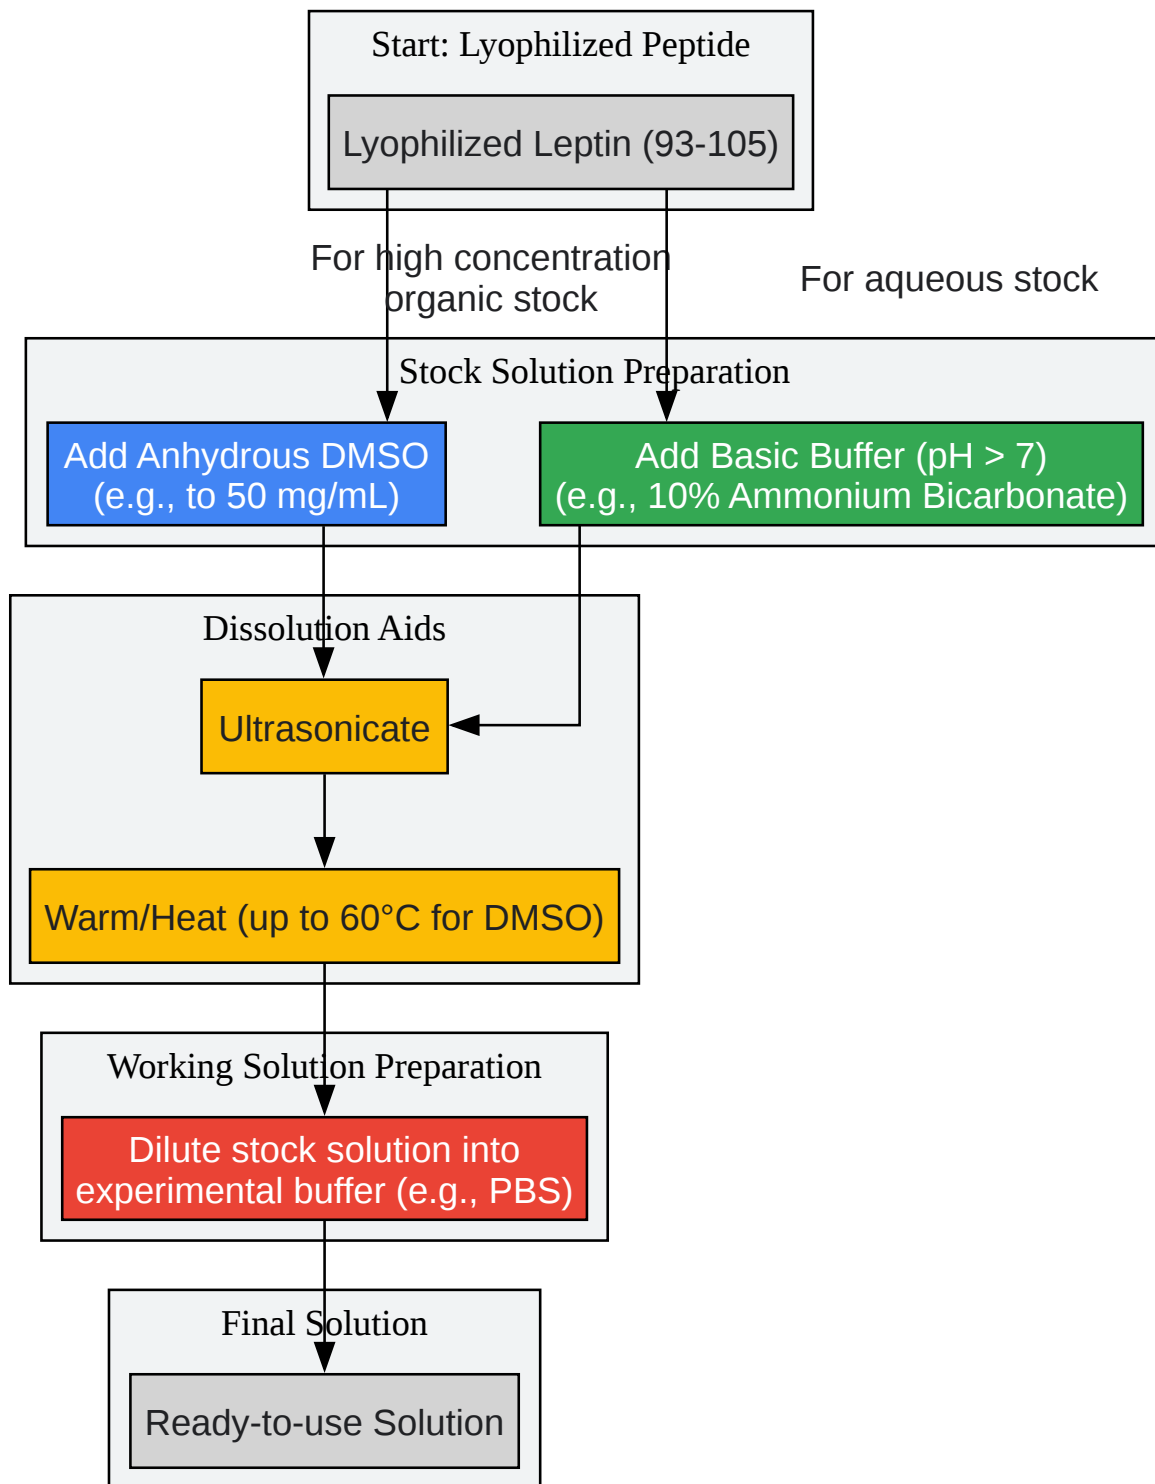 Start: Lyophilized Peptide
Lyophilized Leptin (93-105)
For high concentration
organic stock
For aqueous stock
Stock Solution Preparation
Add Anhydrous DMSO
(e.g., to 50 mg/mL)
Add Basic Buffer (pH > 7)
(e.g., 10% Ammonium Bicarbonate)
Dissolution Aids
Ultrasonicate
Warm/Heat (up to 60°C for DMSO)
Working Solution Preparation
Dilute stock solution into
experimental buffer (e.g., PBS)
Final Solution
Ready-to-use Solution